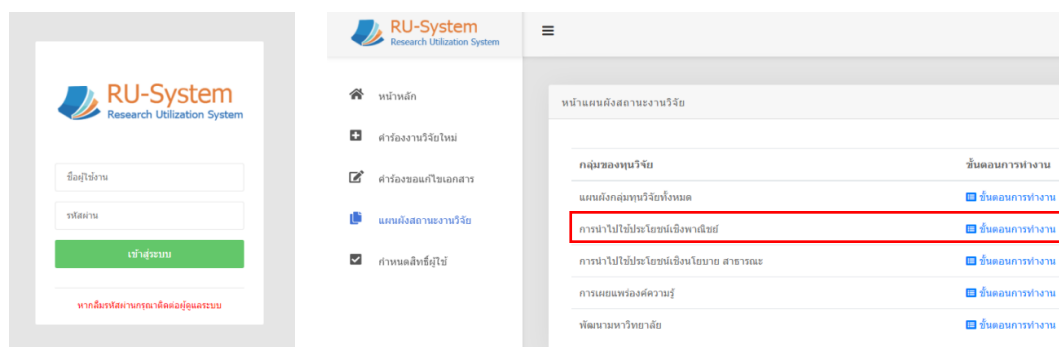 RU-System
Research Utilization System
ชื่อผู้ใช้งาน
รหัสผ่าน
เข้าสู่ระบบ
หากลืมรหัสผ่านกรุณาติดต่อผู้ดูแลระบบ
RU-System
Research Utilization System
หน้าหลัก
คำร้องงานวิจัยใหม่
คำร้องขอแก้ไขเอกสาร
แผนผังสถานะงานวิจัย
กำหนดสิทธิ์ผู้ใช้
หน้าแผนผังสถานะงานวิจัย
กลุ่มของทุนวิจัย ขั้นตอนการทำงาน
แผนผังกลุ่มทุนวิจัยทั้งหมด ขั้นตอนการทำงาน
การนำไปใช้ประโยชน์เชิงพาณิชย์ ขั้นตอนการทำงาน
การนำไปใช้ประโยชน์เชิงนโยบาย สาธารณะ ขั้นตอนการทำงาน
การเผยแพร่องค์ความรู้ ขั้นตอนการทำงาน
พัฒนามหาวิทยาลัย ขั้นตอนการทำงาน